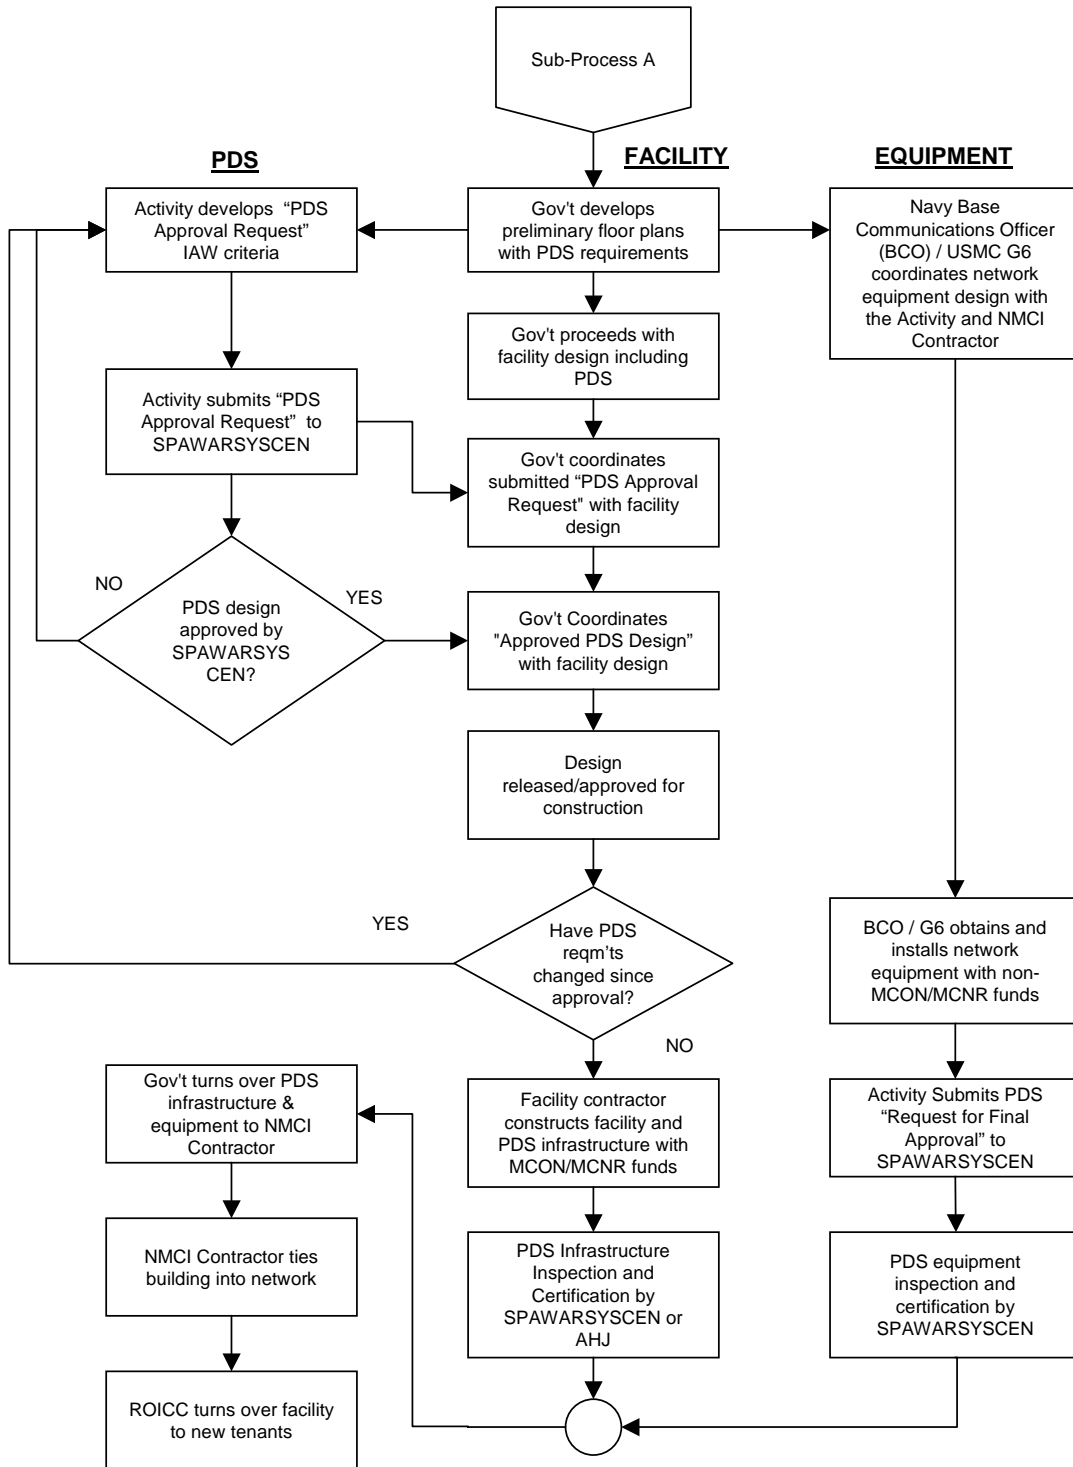 Sub-Process A
PDS
FACILITY
EQUIPMENT
Activity develops “PDS
Approval Request”
IAW criteria
Gov't develops
preliminary floor plans
with PDS requirements
Navy Base
Communications Officer
(BCO) / USMC G6
coordinates network
equipment design with
the Activity and NMCI
Contractor
Gov't proceeds with
facility design including
PDS
Activity submits “PDS
Approval Request” to
SPAWARSYSCEN
Gov't coordinates
submitted “PDS Approval
Request" with facility
design
NO
YES
PDS design
approved by
SPAWARSYS
CEN?
Gov't Coordinates
"Approved PDS Design”
with facility design
Design
released/approved for
construction
YES
Have PDS
reqm'ts
changed since
approval?
NO
BCO / G6 obtains and
installs network
equipment with non-
MCON/MCNR funds
Gov't turns over PDS
infrastructure &
equipment to NMCI
Contractor
Facility contractor
constructs facility and
PDS infrastructure with
MCON/MCNR funds
Activity Submits PDS
“Request for Final
Approval” to
SPAWARSYSCEN
NMCI Contractor ties
building into network
PDS Infrastructure
Inspection and
Certification by
SPAWARSYSCEN or
AHJ
PDS equipment
inspection and
certification by
SPAWARSYSCEN
ROICC turns over facility
to new tenants